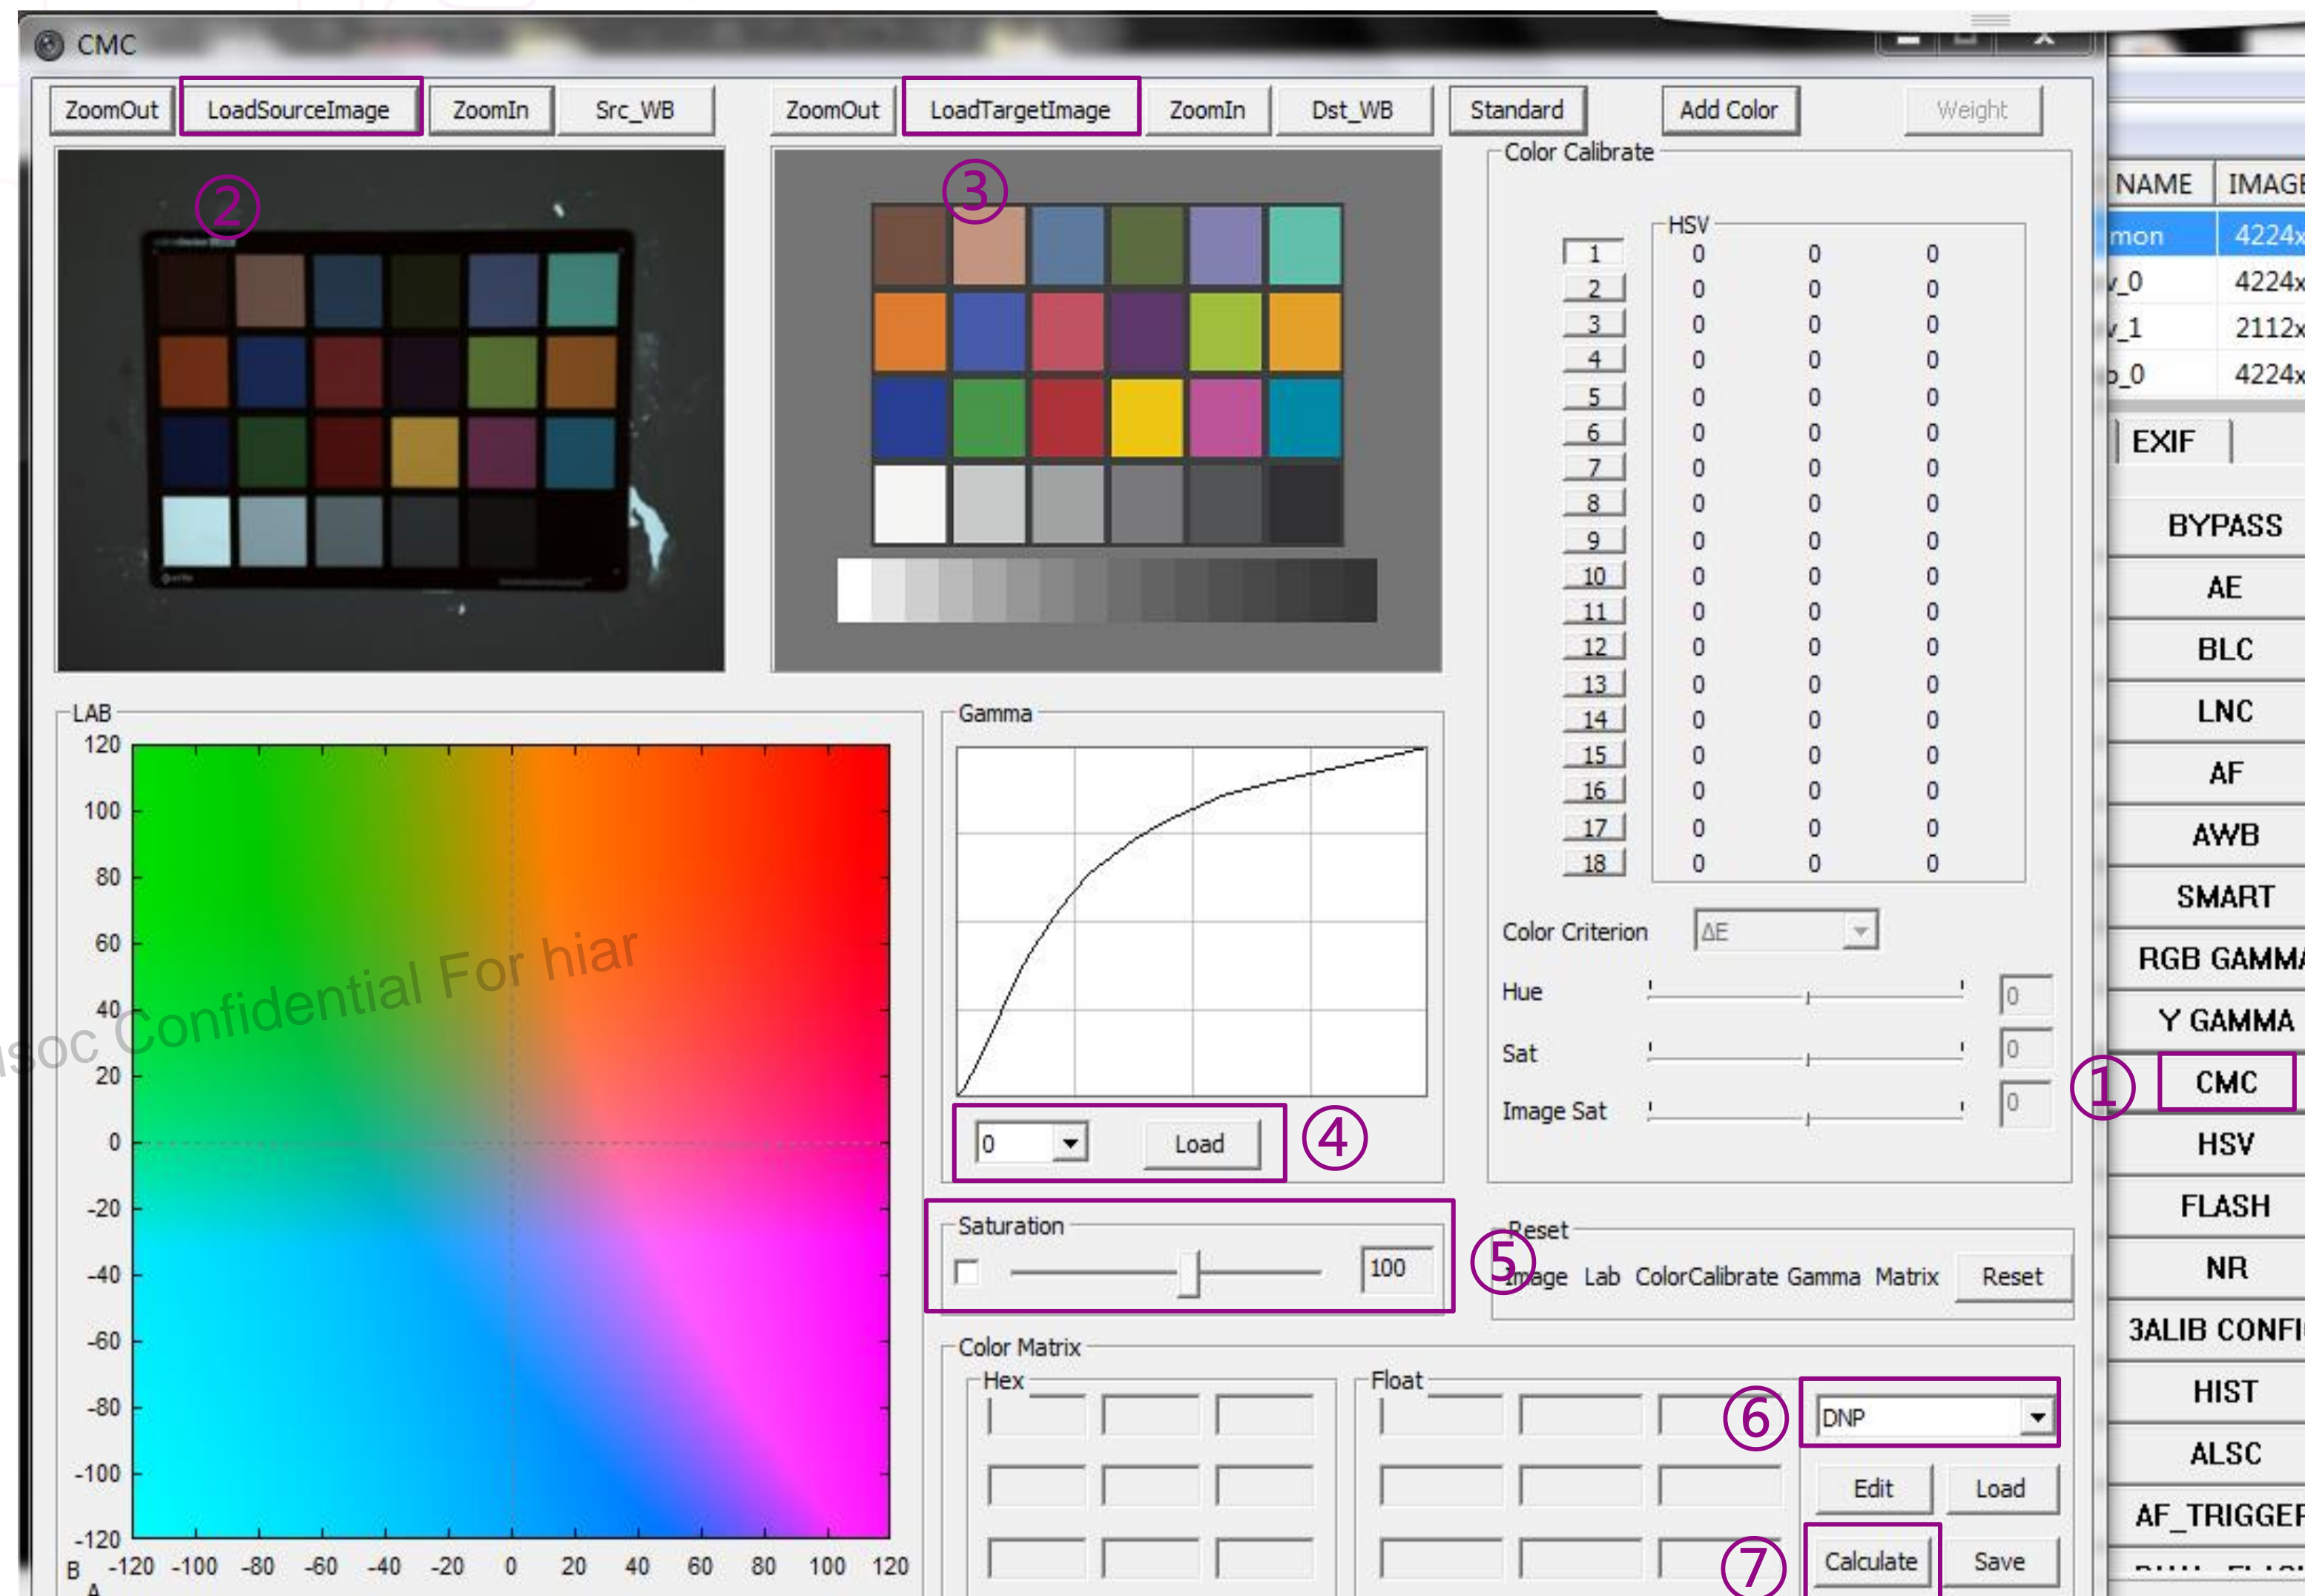 CMC
ZoomOut LoadSourceImage ZoomIn Src_WB ZoomOut LoadTargetImage ZoomIn Dst_WB Standard Add Color Weight
② ③
Color Calibrate
HSV
1 0 0 0
2 0 0 0
3 0 0 0
4 0 0 0
5 0 0 0
6 0 0 0
7 0 0 0
8 0 0 0
9 0 0 0
10 0 0 0
11 0 0 0
12 0 0 0
13 0 0 0
14 0 0 0
15 0 0 0
16 0 0 0
17 0 0 0
18 0 0 0
Color Criterion ΔE
Hue 0
Sat 0
Image Sat 0
LAB
120
100
80
60
40
20
0
-20
-40
-60
-80
-100
-120
B -120 -100 -80 -60 -40 -20 0 20 40 60 80 100 120
A
Gamma
0 Load ④
Saturation
100 ⑤
Reset
Image Lab ColorCalibrate Gamma Matrix Reset
Color Matrix
Hex Float
⑥ DNP
Edit Load
⑦ Calculate Save
NAME IMAGE
mon 4224x
v_0 4224x
v_1 2112x
4224x
EXIF
BYPASS
AE
BLC
LNC
AF
AWB
SMART
RGB GAMMA
Y GAMMA
① CMC
HSV
FLASH
NR
3ALIB CONFI
HIST
ALSC
AF_TRIGGER
soc Confidential For hiar